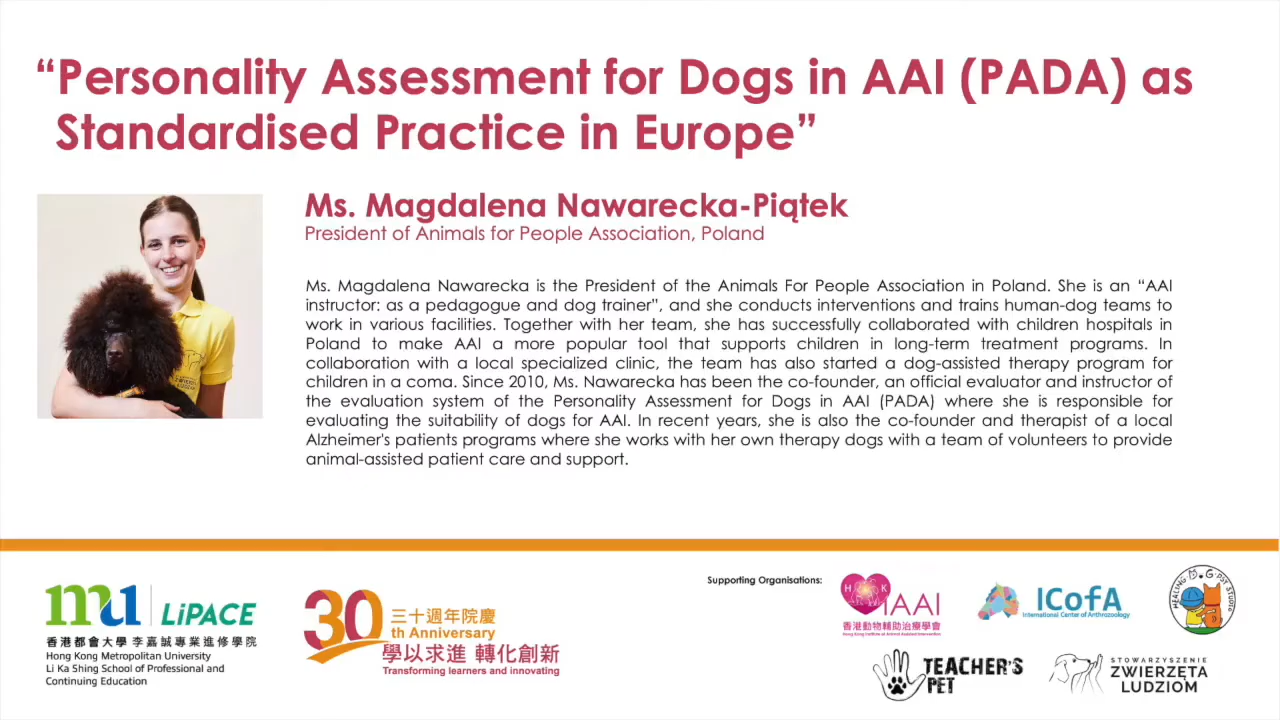 “Personality Assessment for Dogs in AAI (PADA) as
Standardised Practice in Europe”
Ms. Magdalena Nawarecka-Piątek
President of Animals for People Association, Poland
Ms. Magdalena Nawarecka is the President of the Animals For People Association in Poland. She is an “AAI
instructor: as a pedagogue and dog trainer”, and she conducts interventions and trains human-dog teams to
work in various facilities. Together with her team, she has successfully collaborated with children hospitals in
Poland to make AAI a more popular tool that supports children in long-term treatment programs. In
collaboration with a local specialized clinic, the team has also started a dog-assisted therapy program for
children in a coma. Since 2010, Ms. Nawarecka has been the co-founder, an official evaluator and instructor of
the evaluation system of the Personality Assessment for Dogs in AAI (PADA) where she is responsible for
evaluating the suitability of dogs for AAI. In recent years, she is also the co-founder and therapist of a local
Alzheimer's patients programs where she works with her own therapy dogs with a team of volunteers to provide
animal-assisted patient care and support.
mu LiPACE
香港都會大學 李嘉誠專業進修學院
Hong Kong Metropolitan University
Li Ka Shing School of Professional and
Continuing Education
30 三十週年院慶
th Anniversary
學以求進 轉化創新
Transforming learners and innovating
Supporting Organisations:
HK IAAI
香港動物輔助治療學會
Hong Kong Institute of Animal Assisted Intervention
ICofA
International Center of Anthrozoology
TEACHER'S
PET
STOWARZYSZENIE
ZWIERZĘTA
LUDZIOM